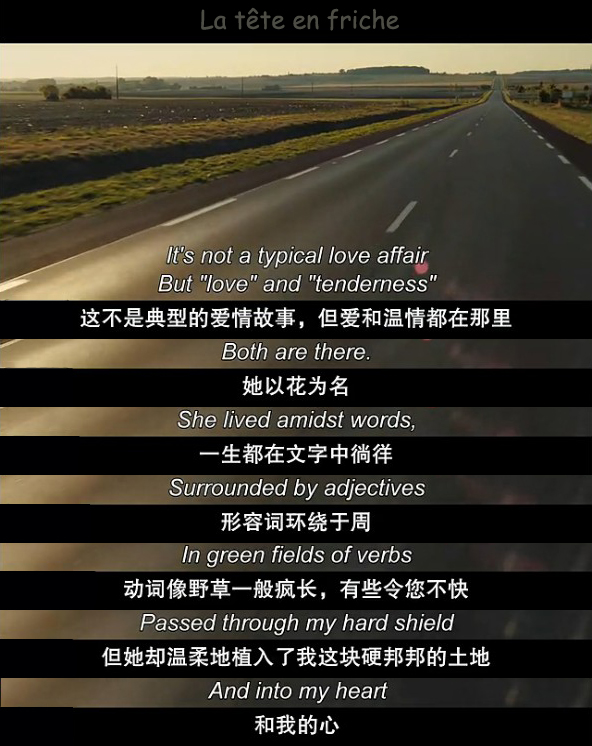 La tête en friche
It's not a typical love affair
But "love" and "tenderness"
这不是典型的爱情故事，但爱和温情都在那里
Both are there.
她以花为名
She lived amidst words,
一生都在文字中徜徉
Surrounded by adjectives
形容词环绕于周
In green fields of verbs
动词像野草一般疯长，有些令您不快
Passed through my hard shield
但她却温柔地植入了我这块硬邦邦的土地
And into my heart
和我的心